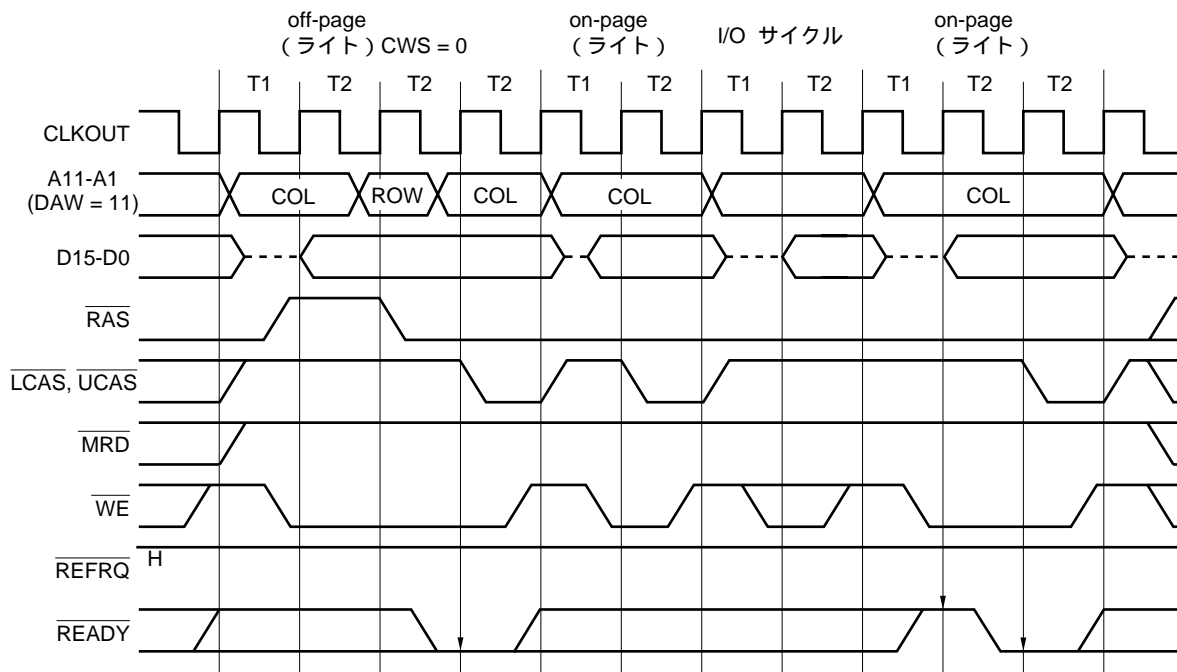 off-page on-page on-page
（ライト）CWS = 0 （ライト） I/O サイクル （ライト）
T1 T2 T2 T2 T1 T2 T1 T2 T1 T2 T2
CLKOUT
A11-A1
(DAW = 11)
COL ROW COL COL COL
D15-D0
RAS
LCAS, UCAS
MRD
WE
REFRQ H
READY